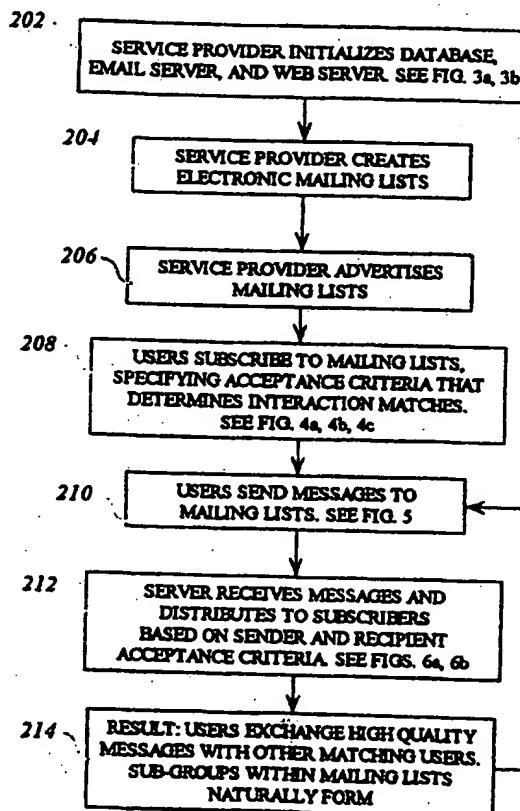 202
SERVICE PROVIDER INITIALIZES DATABASE,
EMAIL SERVER, AND WEB SERVER. SEE FIG. 3a, 3b
204
SERVICE PROVIDER CREATES
ELECTRONIC MAILING LISTS
206
SERVICE PROVIDER ADVERTISES
MAILING LISTS
208
USERS SUBSCRIBE TO MAILING LISTS,
SPECIFYING ACCEPTANCE CRITERIA THAT
DETERMINES INTERACTION MATCHES.
SEE FIG. 4a, 4b, 4c
210
USERS SEND MESSAGES TO
MAILING LISTS. SEE FIG. 5
212
SERVER RECEIVES MESSAGES AND
DISTRIBUTES TO SUBSCRIBERS
BASED ON SENDER AND RECIPIENT
ACCEPTANCE CRITERIA. SEE FIGS. 6a, 6b
214
RESULT: USERS EXCHANGE HIGH QUALITY
MESSAGES WITH OTHER MATCHING USERS.
SUB-GROUPS WITHIN MAILING LISTS
NATURALLY FORM